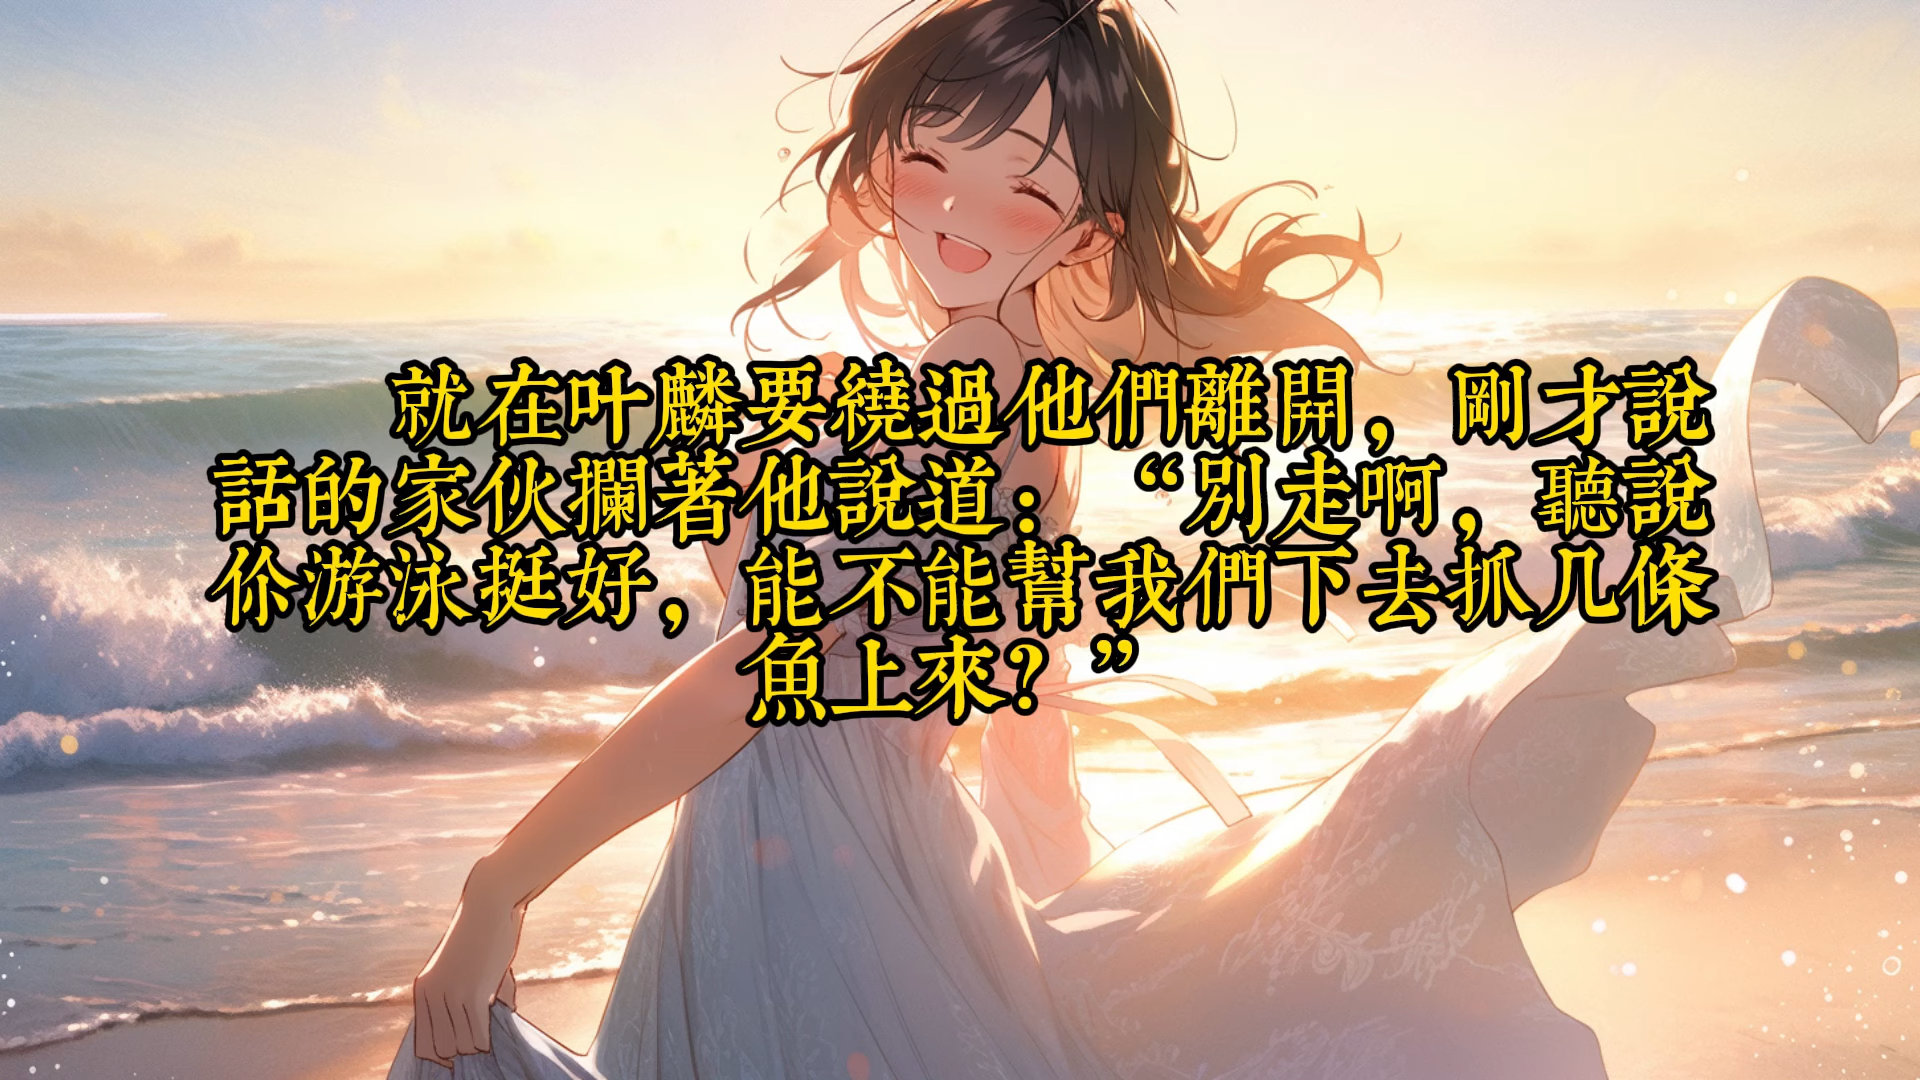 就在叶麟要繞過他們離開，剛才說
話的家伙攔著他說道：“別走啊，聽說
你游泳挺好，能不能幫我們下去抓几條
魚上來？”